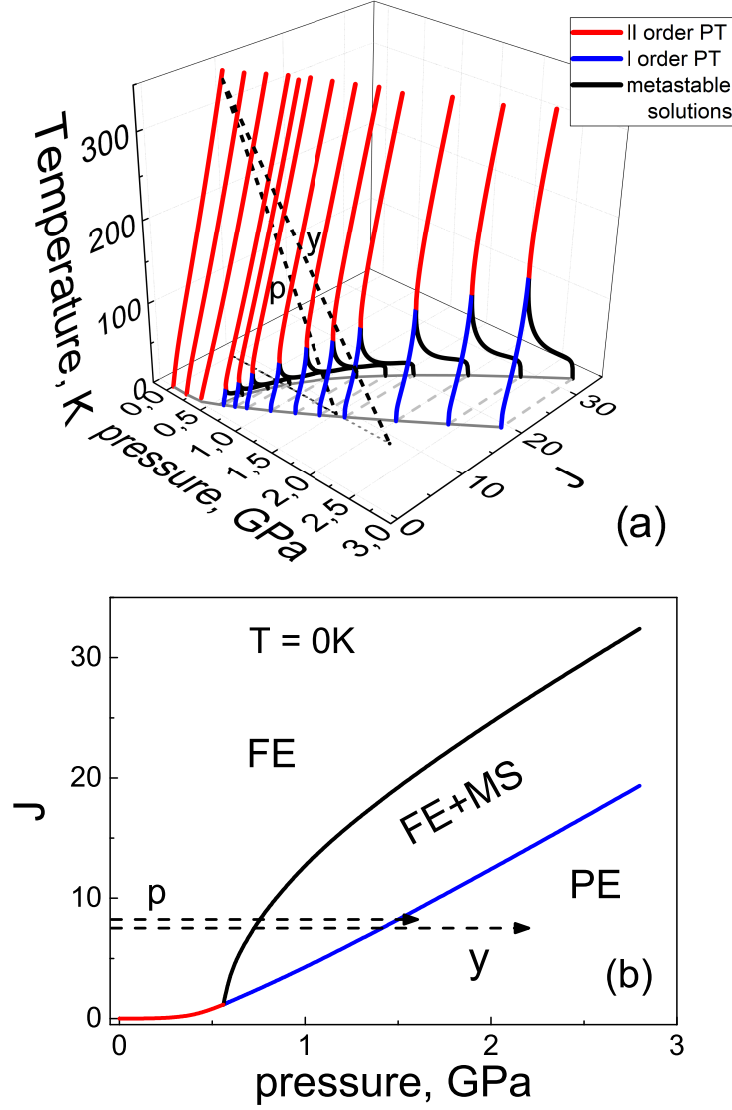 II order PT
I order PT
metastable
solutions
Temperature, K
300
200
100
0
y
p
0,0
0,5
1,0
1,5
2,0
2,5
3,0
pressure, GPa
0
10
20
30
J
(a)
T = 0K
FE
FE+MS
PE
p
y
(b)
J
30
20
10
0
0
1
2
3
pressure, GPa